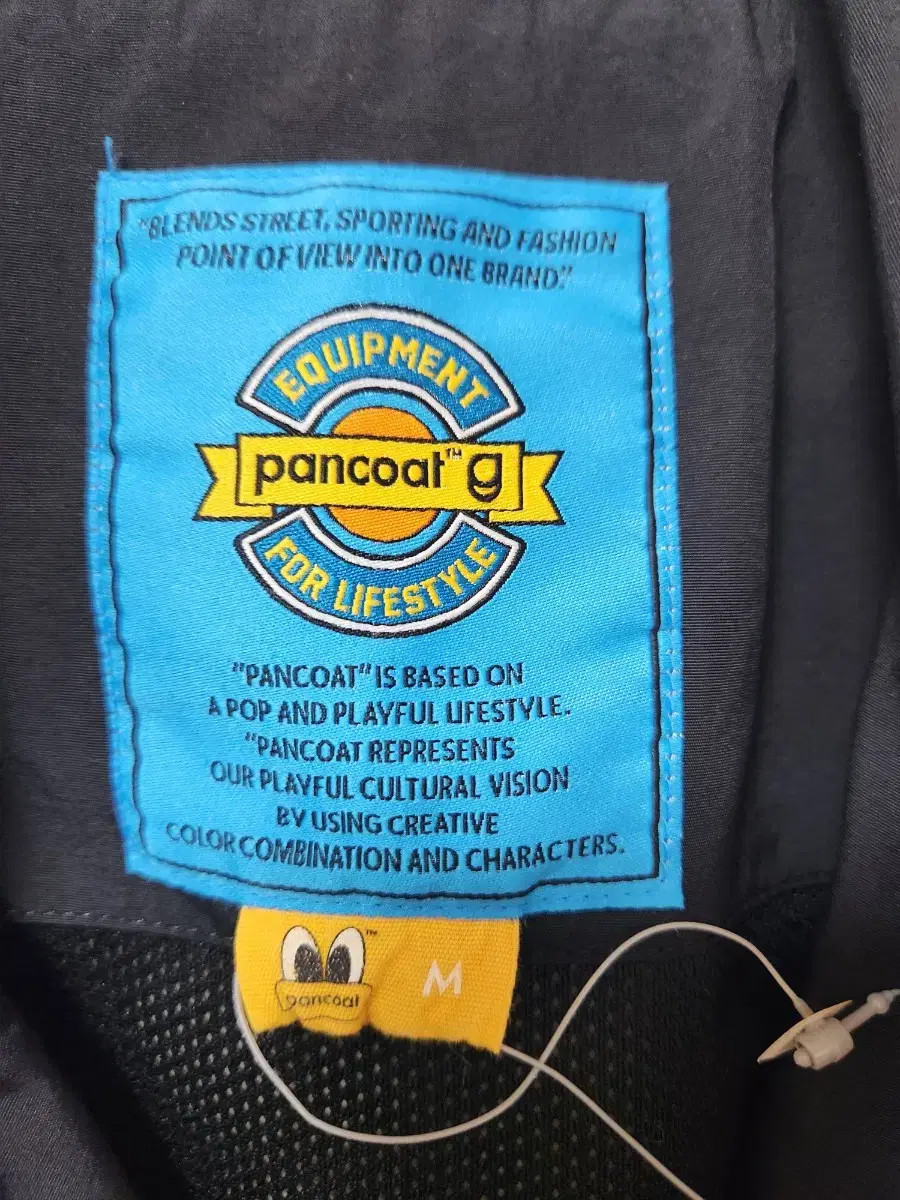 "BLENDS STREET, SPORTING AND FASHION
POINT OF VIEW INTO ONE BRAND."
EQUIPMENT
pancoat™ g
FOR LIFESTYLE
"PANCOAT" IS BASED ON
A POP AND PLAYFUL LIFESTYLE.
"PANCOAT REPRESENTS
OUR PLAYFUL CULTURAL VISION
BY USING CREATIVE
COLOR COMBINATION AND CHARACTERS.
™
pancoat
M